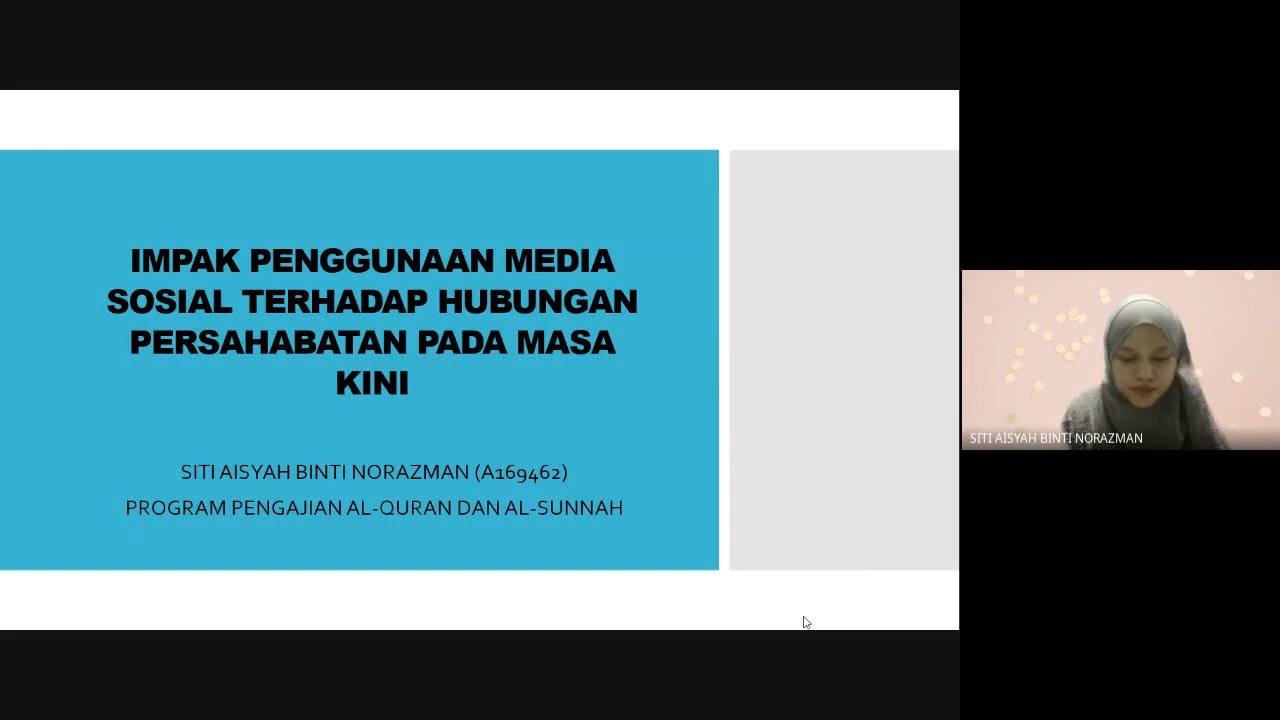 IMPAK PENGGUNAAN MEDIA
SOSIAL TERHADAP HUBUNGAN
PERSAHABATAN PADA MASA
KINI
SITI AISYAH BINTI NORAZMAN (A169462)
PROGRAM PENGAJIAN AL-QURAN DAN AL-SUNNAH
SITI AISYAH BINTI NORAZMAN